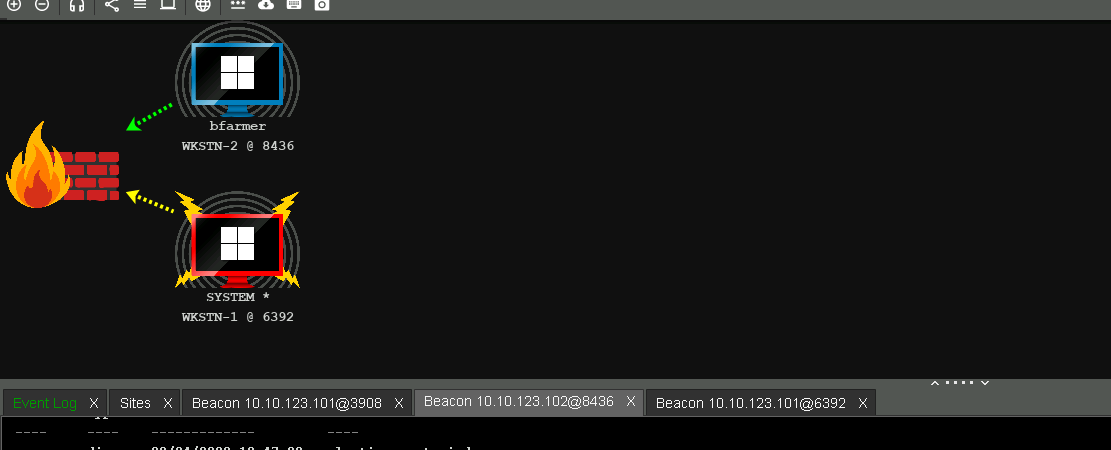 bfarmer
WKSTN-2 @ 8436
SYSTEM *
WKSTN-1 @ 6392
Event Log X Sites X Beacon 10.10.123.101@3908 X Beacon 10.10.123.102@8436 X Beacon 10.10.123.101@6392 X
---- ---- ------------- ----